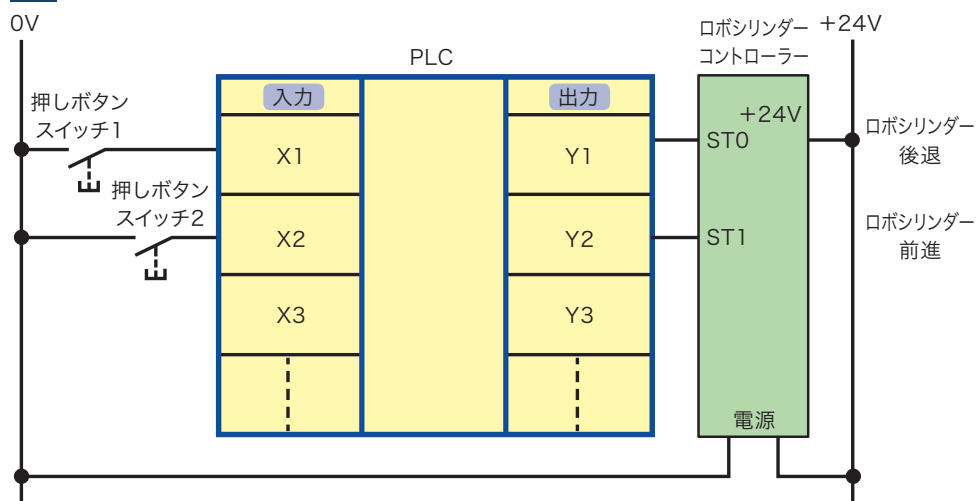 0V
ロボシリンダー
コントローラー
+24V
PLC
押しボタン
スイッチ1
入力
出力
+24V
X1
Y1
ST0
ロボシリンダー
後退
押しボタン
スイッチ2
X2
Y2
ST1
ロボシリンダー
前進
X3
Y3
電源